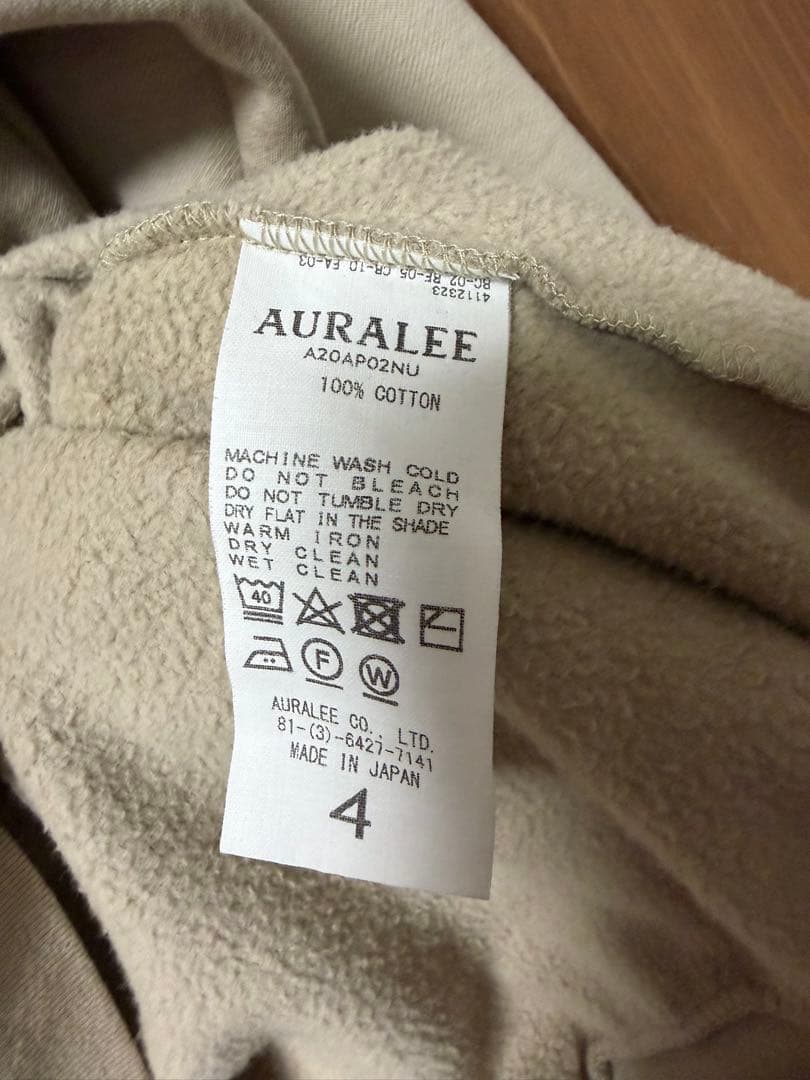 4112323
BC-02 RF-05 CR-10 FA-03
AURALEE
A20AP02NU
100% COTTON
MACHINE WASH COLD
DO NOT BLEACH
DO NOT TUMBLE DRY
DRY FLAT IN THE SHADE
WARM IRON
DRY CLEAN
WET CLEAN
40
F
W
AURALEE CO., LTD.
81-(3)-6427-7141
MADE IN JAPAN
4